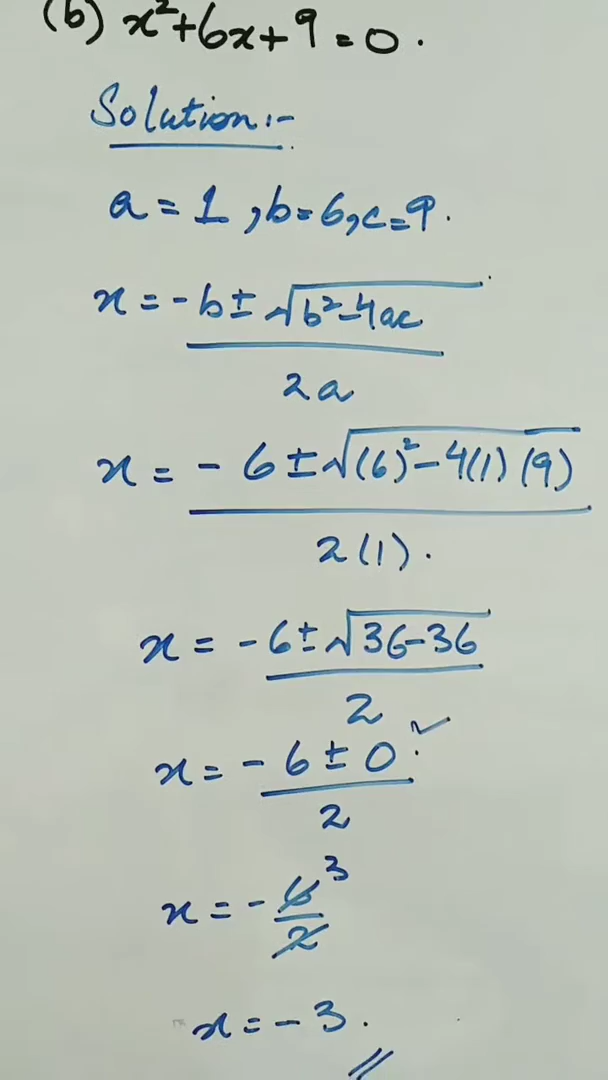 (b) x²+6x+9=0.
Solution:-
a=1, b=6, c=9.
x = -b ± √b²-4ac
2a
x = -6 ± √(6)²-4(1)(9)
2(1).
x = -6 ± √36-36
2
x = -6 ± 0.
2
x = -6 3
2
x = -3.